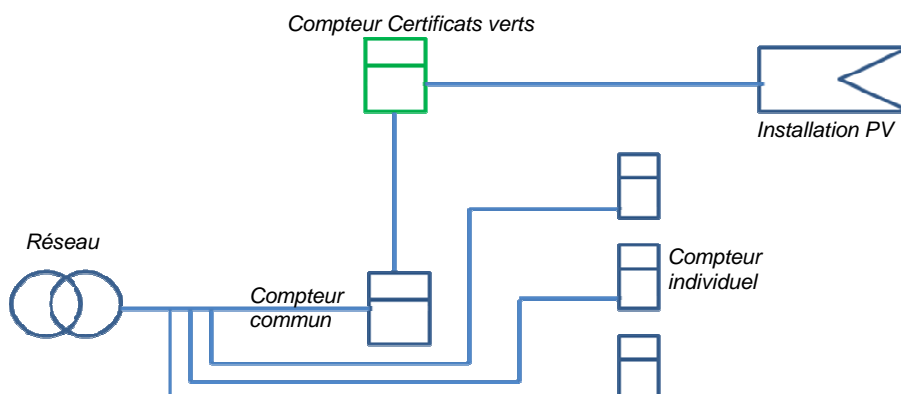 Compteur Certificats verts
Installation PV
Réseau
Compteur
individuel
Compteur
commun